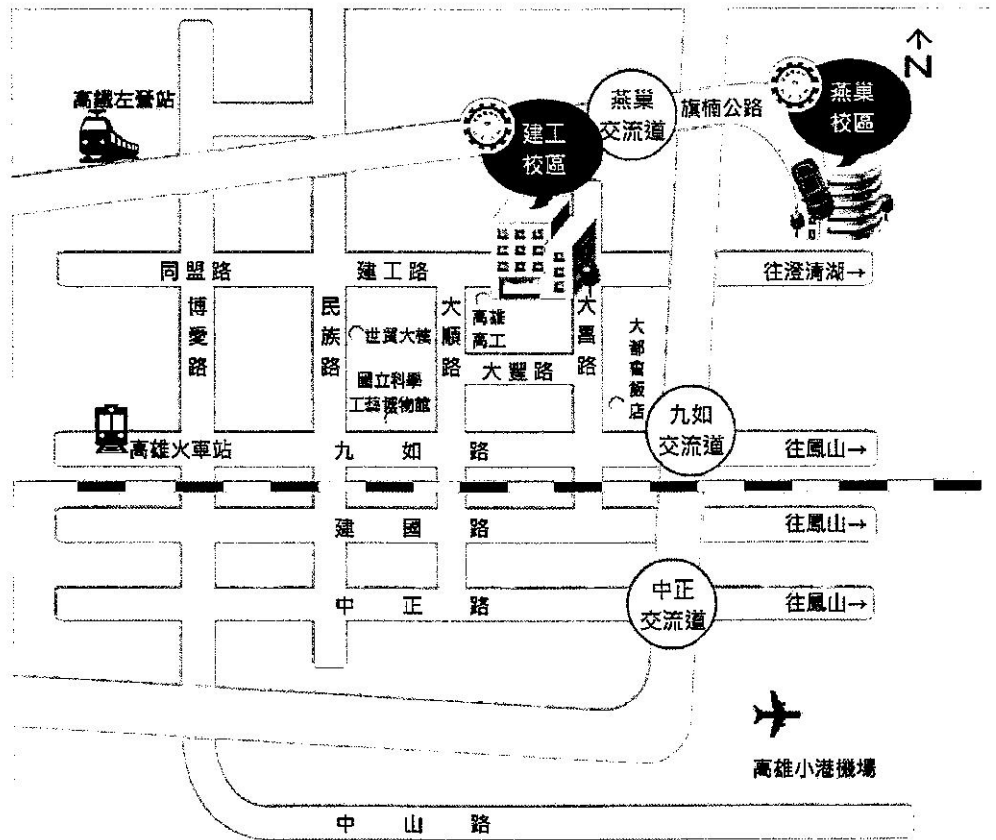 N
高鐵左營站
建工
校區
燕巢
交流道
旗楠公路
燕巢
校區
同盟路
建工路
往澄清湖→
博愛路
民族路
世貿大樓
國立科學
工藝博物館
大順路
高雄
高工
大豐路
大昌路
大都會飯店
九如
交流道
高雄火車站
九如路
往鳳山→
建國路
往鳳山→
中正路
中正
交流道
往鳳山→
高雄小港機場
中山路